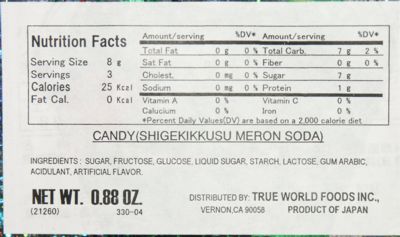 Nutrition Facts
Serving Size 8 g
Servings 3
Calories 25 Kcal
Fat Cal. 0 Kcal
Amount/serving %DV* Amount/serving %DV*
Total Fat 0 g 0 % Total Carb. 7 g 2 %
Sat Fat 0 g 0 % Fiber 0 g 0 %
Cholest. 0 mg 0 % Sugar 7 g
Sodium 0 mg 0 % Protein 1 g
Vitamin A 0 % Vitamin C 0 %
Calucium 0 % Iron 0 %
*Percent Daily Values(DV) are based on a 2,000 calorie diet
CANDY(SHIGEKIKKUSU MERON SODA)
INGREDIENTS: SUGAR, FRUCTOSE, GLUCOSE, LIQUID SUGAR, STARCH, LACTOSE, GUM ARABIC,
ACIDULANT, ARTIFICIAL FLAVOR.
NET WT. 0.88 OZ.
(21260) 330-04
DISTRIBUTED BY: TRUE WORLD FOODS INC.,
VERNON,CA 90058 PRODUCT OF JAPAN